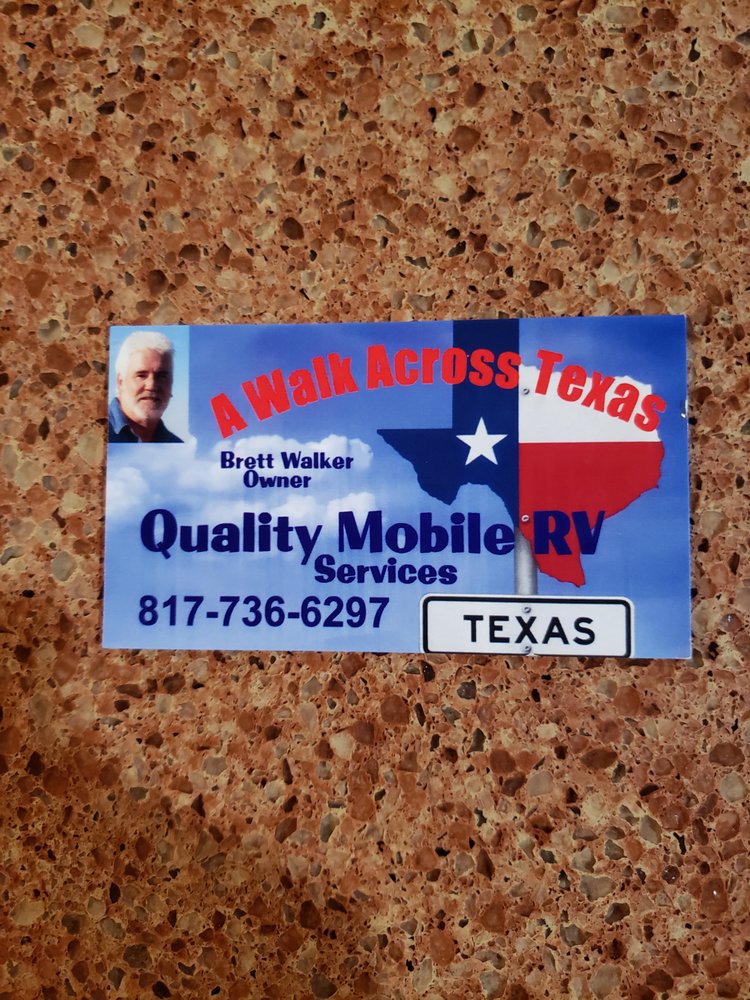 A Walk Across Texas
Brett Walker
Owner
Quality Mobile RV
Services
817-736-6297
TEXAS